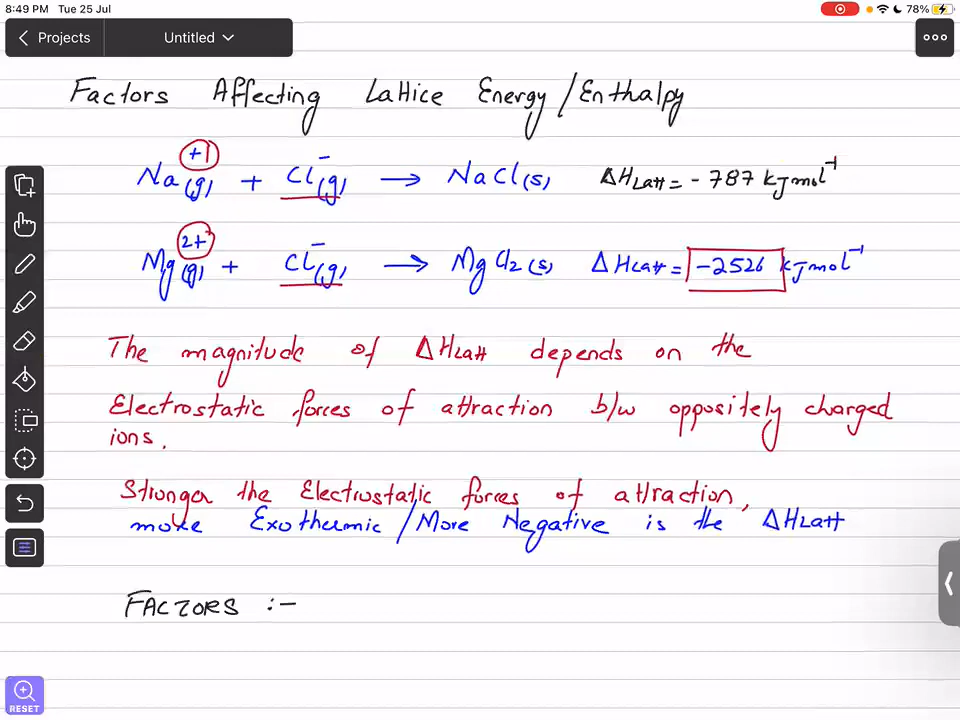 8:49 PM Tue 25 Jul
78%
Projects
Untitled
Factors Affecting Lattice Energy/Enthalpy
Na⁺¹(g) + Cl⁻(g) → NaCl(s) ΔHLatt = -787 kJmol⁻¹
Mg²⁺(g) + Cl⁻(g) → MgCl2(s) ΔHLatt = -2526 kJmol⁻¹
The magnitude of ΔHLatt depends on the
Electrostatic forces of attraction b/w oppositely charged
ions.
Stronger the Electrostatic forces of attraction,
more Exothermic/More Negative is the ΔHLatt
FACTORS :-
RESET